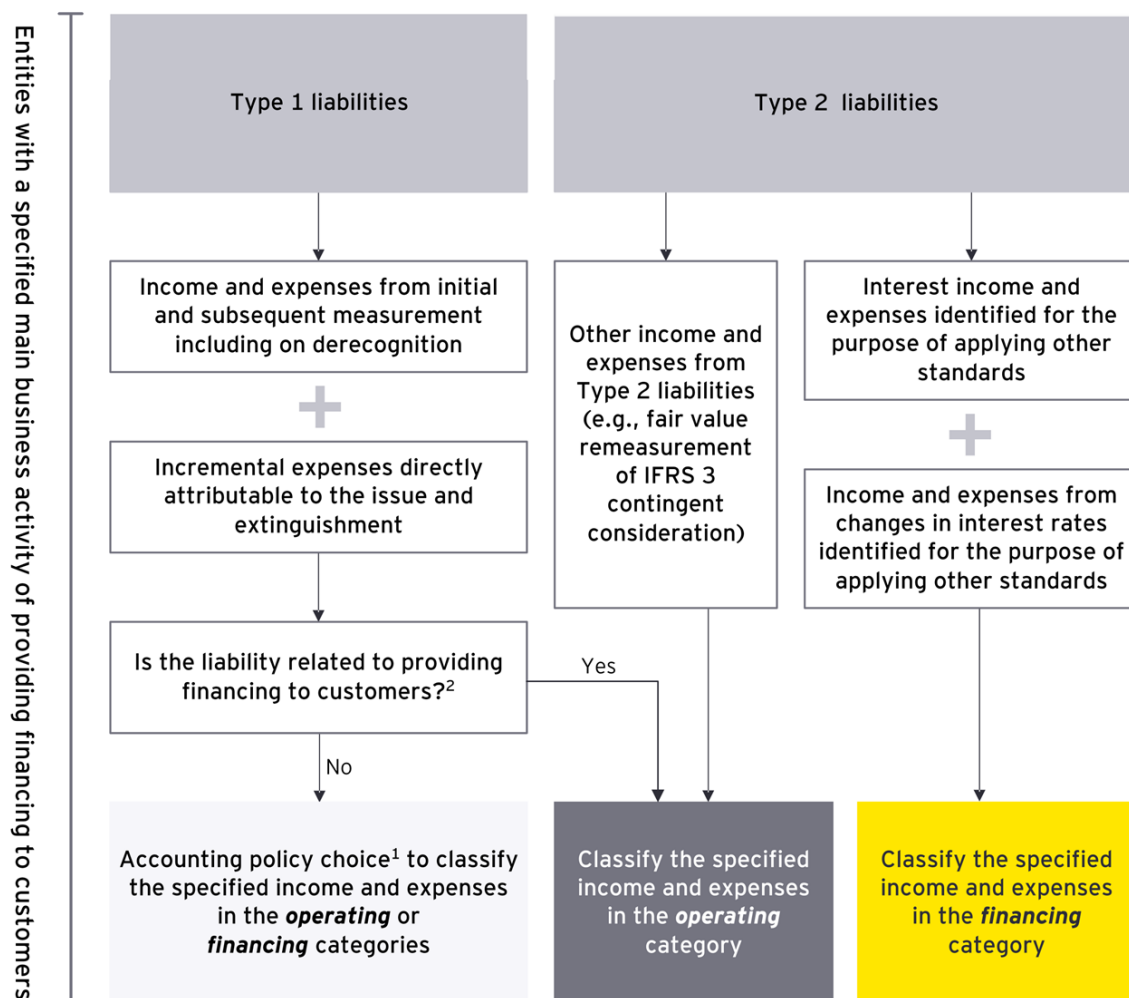 Entities with a specified main business activity of providing financing to customers
Type 1 liabilities
Type 2 liabilities
Income and expenses from initial
and subsequent measurement
including on derecognition
Incremental expenses directly
attributable to the issue and
extinguishment
Is the liability related to providing
financing to customers?²
Yes
No
Other income and
expenses from
Type 2 liabilities
(e.g., fair value
remeasurement
of IFRS 3
contingent
consideration)
Interest income and
expenses identified for the
purpose of applying other
standards
Income and expenses from
changes in interest rates
identified for the purpose of
applying other standards
Accounting policy choice¹ to classify
the specified income and expenses
in the operating or
financing categories
Classify the specified
income and expenses
in the operating
category
Classify the specified
income and expenses
in the financing
category